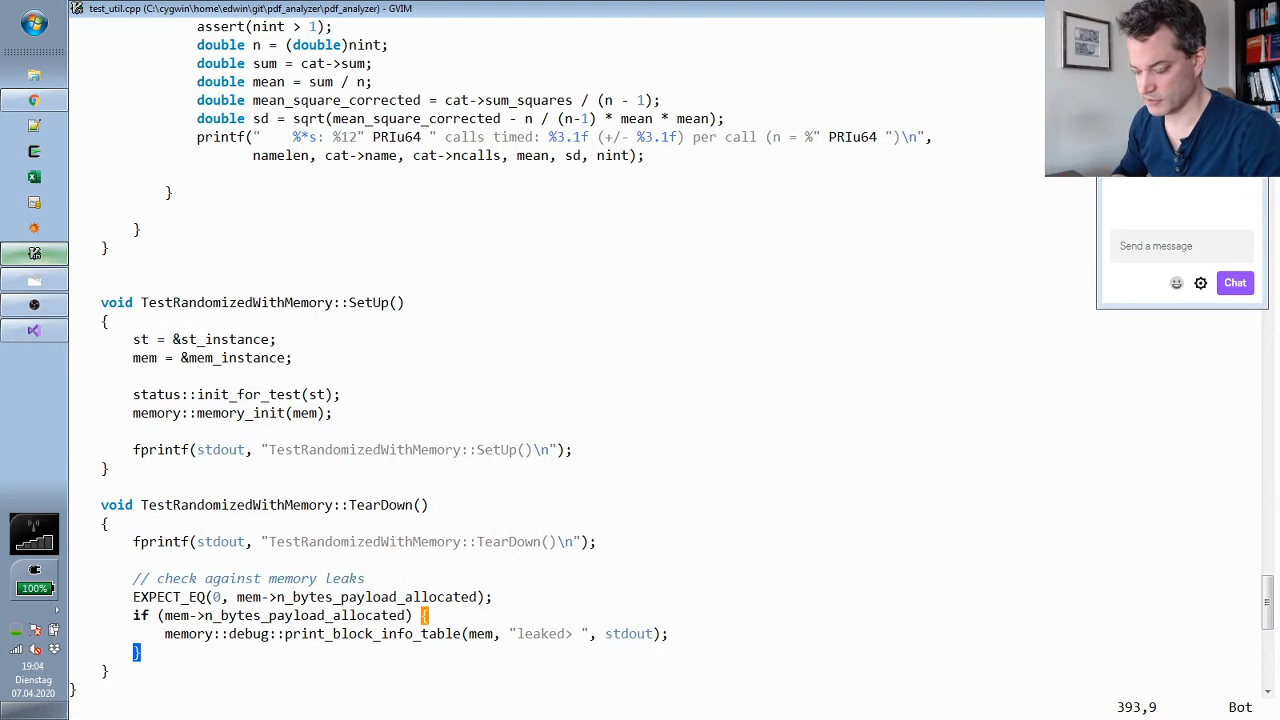 test_util.cpp (C:\cygwin\home\edwin\git\pdf_analyzer\pdf_analyzer) - GVIM
assert(nint > 1);
double n = (double)nint;
double sum = cat->sum;
double mean = sum / n;
double mean_square_corrected = cat->sum_squares / (n - 1);
double sd = sqrt(mean_square_corrected - n / (n-1) * mean * mean);
printf("    %*s: %12" PRIu64 " calls timed: %3.1f (+/- %3.1f) per call (n = %" PRIu64 ")\n",
namelen, cat->name, cat->ncalls, mean, sd, nint);
}
}
}
void TestRandomizedWithMemory::SetUp()
{
st = &st_instance;
mem = &mem_instance;
status::init_for_test(st);
memory::memory_init(mem);
fprintf(stdout, "TestRandomizedWithMemory::SetUp()\n");
}
void TestRandomizedWithMemory::TearDown()
{
fprintf(stdout, "TestRandomizedWithMemory::TearDown()\n");
// check against memory leaks
EXPECT_EQ(0, mem->n_bytes_payload_allocated);
if (mem->n_bytes_payload_allocated) {
memory::debug::print_block_info_table(mem, "leaked> ", stdout);
}
}
}
393,9 Bot
Send a message
Chat
100%
19:04
Dienstag
07.04.2020